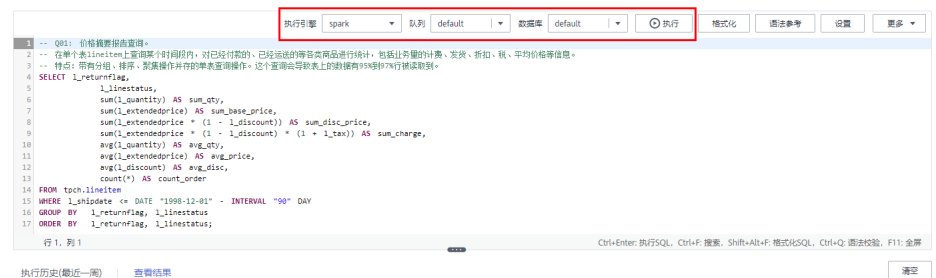 执行引擎 spark 队列 default 数据库 default 执行 格式化 语法参考 设置 更多
1 -- Q01: 价格摘要报告查询。
2 -- 在单个表lineitem上查询某个时间段内，对已经付款的、已经运送的等各类商品进行统计，包括业务量的计费、发货、折扣、税、平均价格等信息。
3 -- 特点：带有分组、排序、聚集操作并存的单表查询操作。这个查询会导致表上的数据有95%到97%行被读取到。
4 SELECT l_returnflag,
5 l_linestatus,
6 sum(l_quantity) AS sum_qty,
7 sum(l_extendedprice) AS sum_base_price,
8 sum(l_extendedprice * (1 - l_discount)) AS sum_disc_price,
9 sum(l_extendedprice * (1 - l_discount) * (1 + l_tax)) AS sum_charge,
10 avg(l_quantity) AS avg_qty,
11 avg(l_extendedprice) AS avg_price,
12 avg(l_discount) AS avg_disc,
13 count(*) AS count_order
14 FROM tpch.lineitem
15 WHERE l_shipdate <= DATE "1998-12-01" - INTERVAL "90" DAY
16 GROUP BY l_returnflag, l_linestatus
17 ORDER BY l_returnflag, l_linestatus;
行 1, 列 1 Ctrl+Enter: 执行SQL, Ctrl+F: 搜索, Shift+Alt+F: 格式化SQL, Ctrl+Q: 语法校验, F11: 全屏
执行历史(最近一周) 查看结果 清空